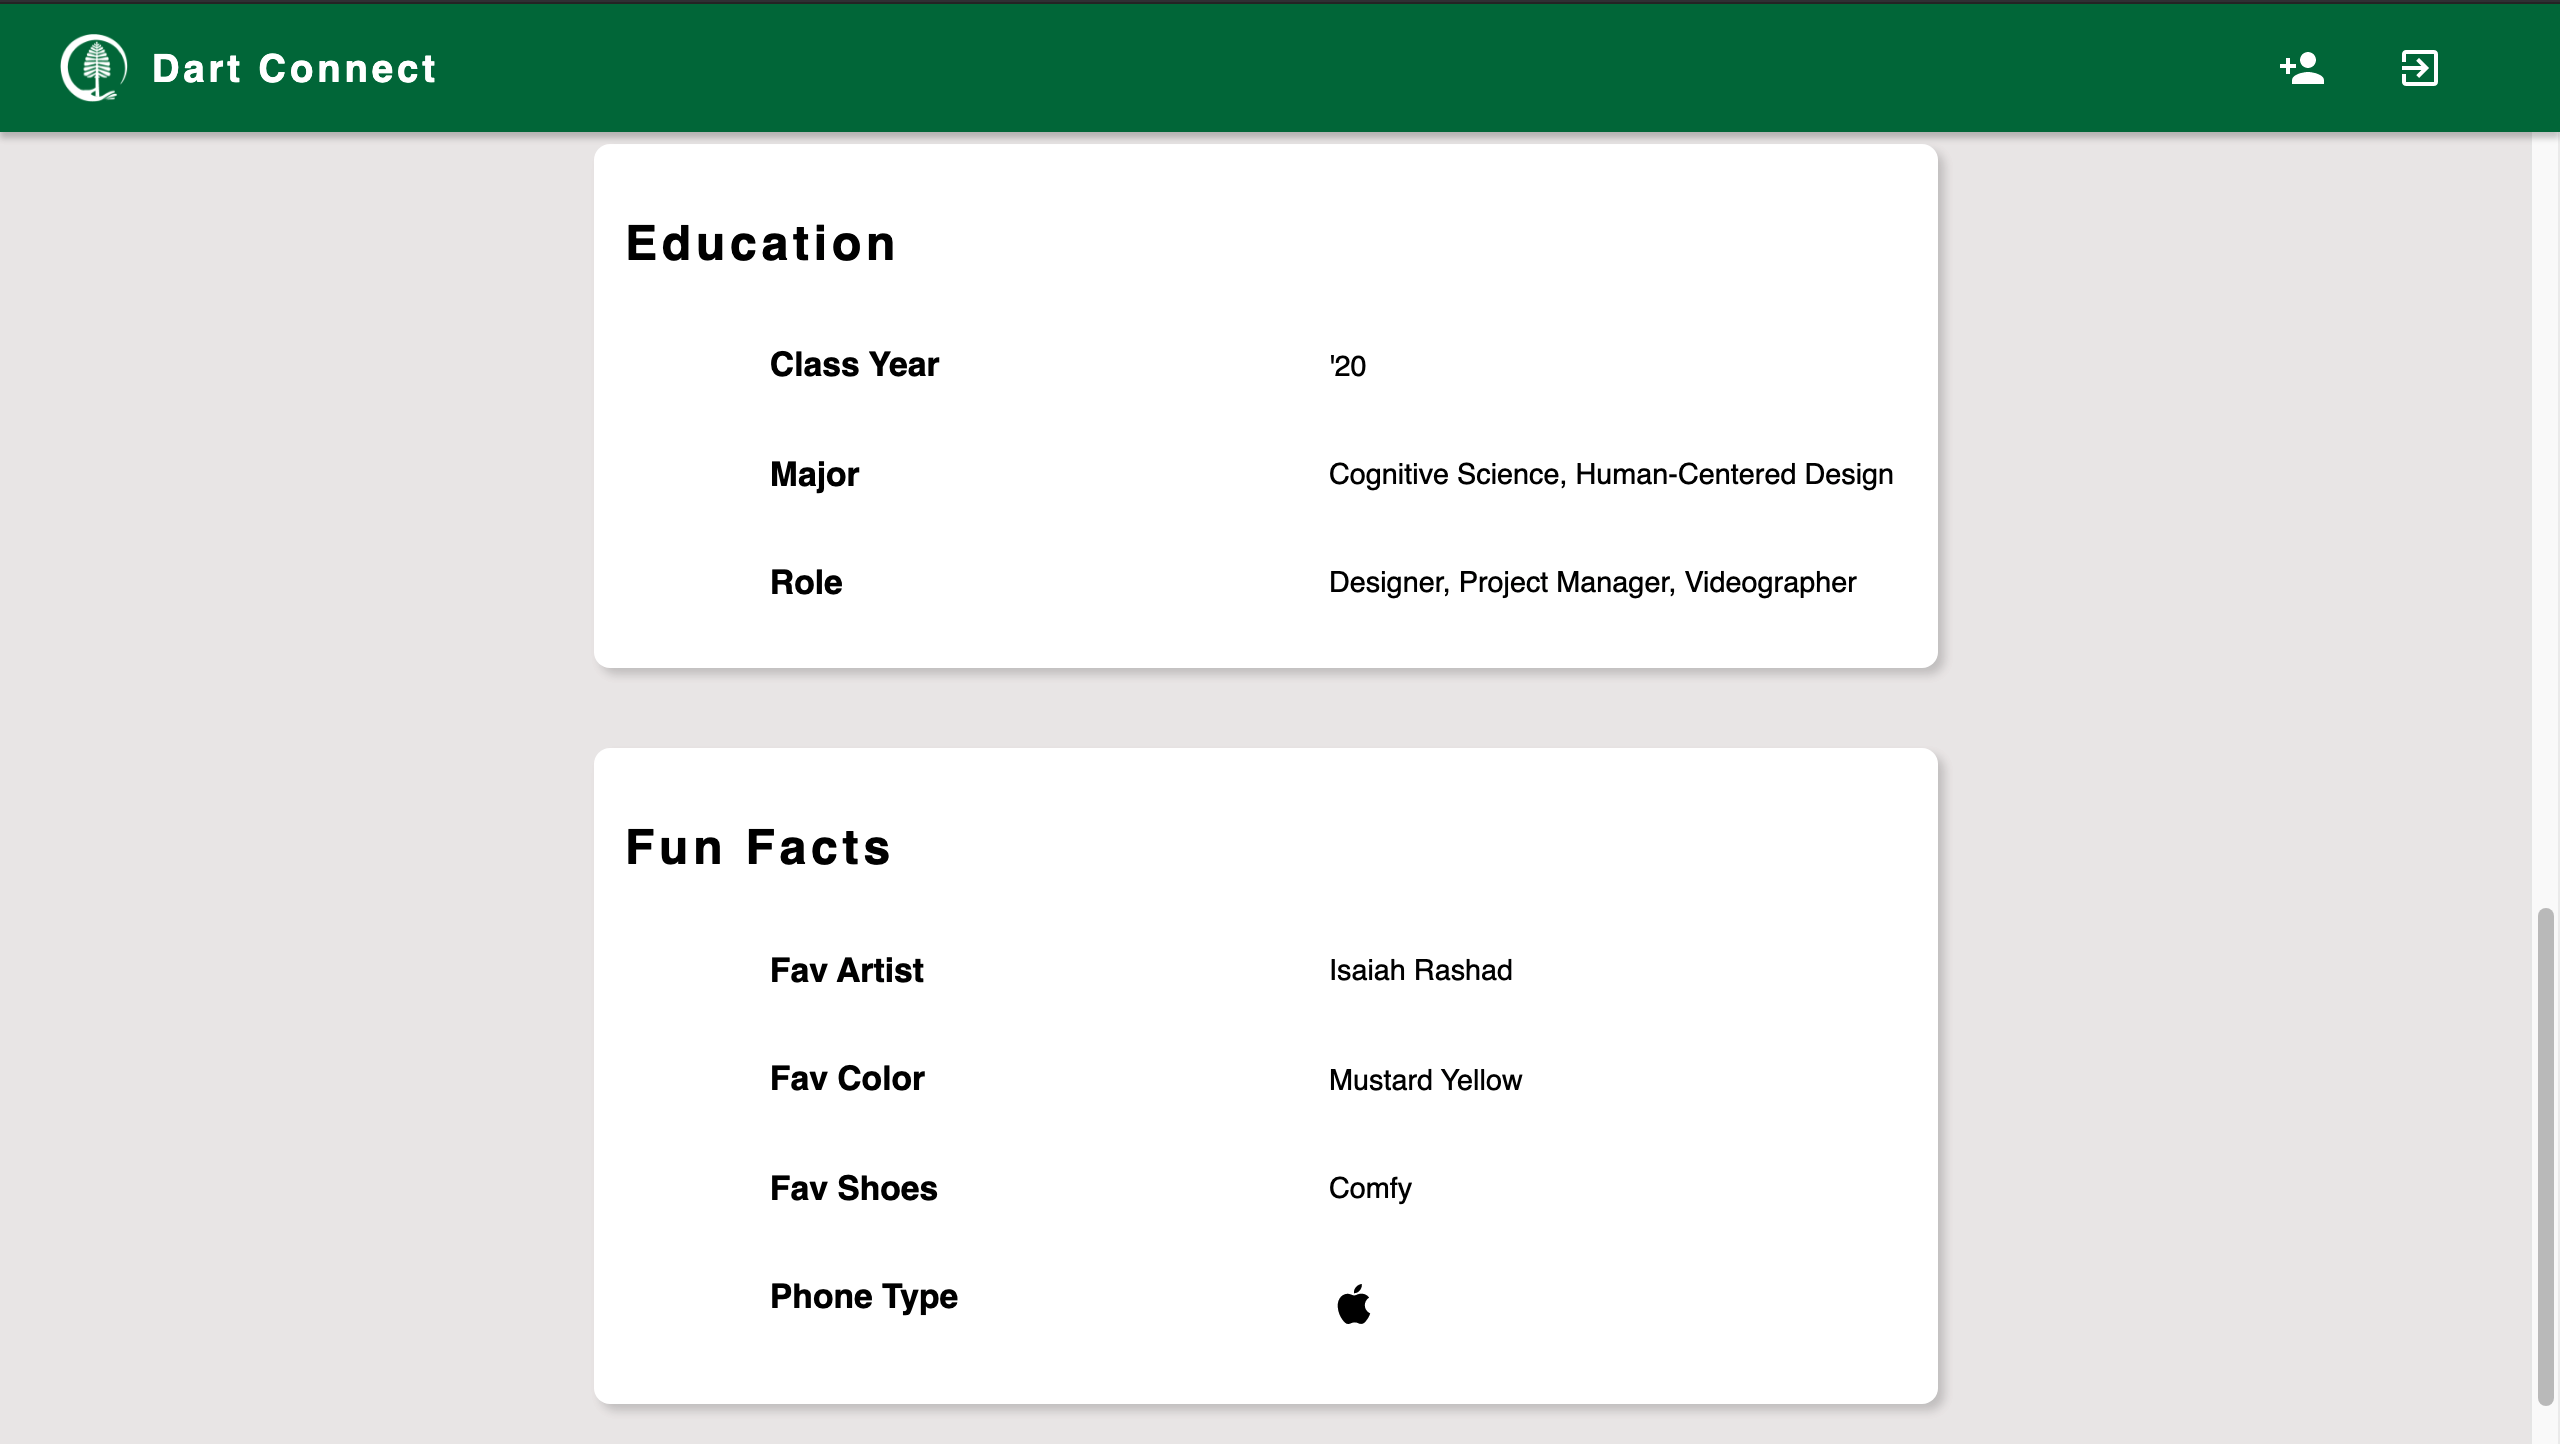 Dart Connect
Education
Class Year '20
Major Cognitive Science, Human-Centered Design
Role Designer, Project Manager, Videographer
Fun Facts
Fav Artist Isaiah Rashad
Fav Color Mustard Yellow
Fav Shoes Comfy
Phone Type